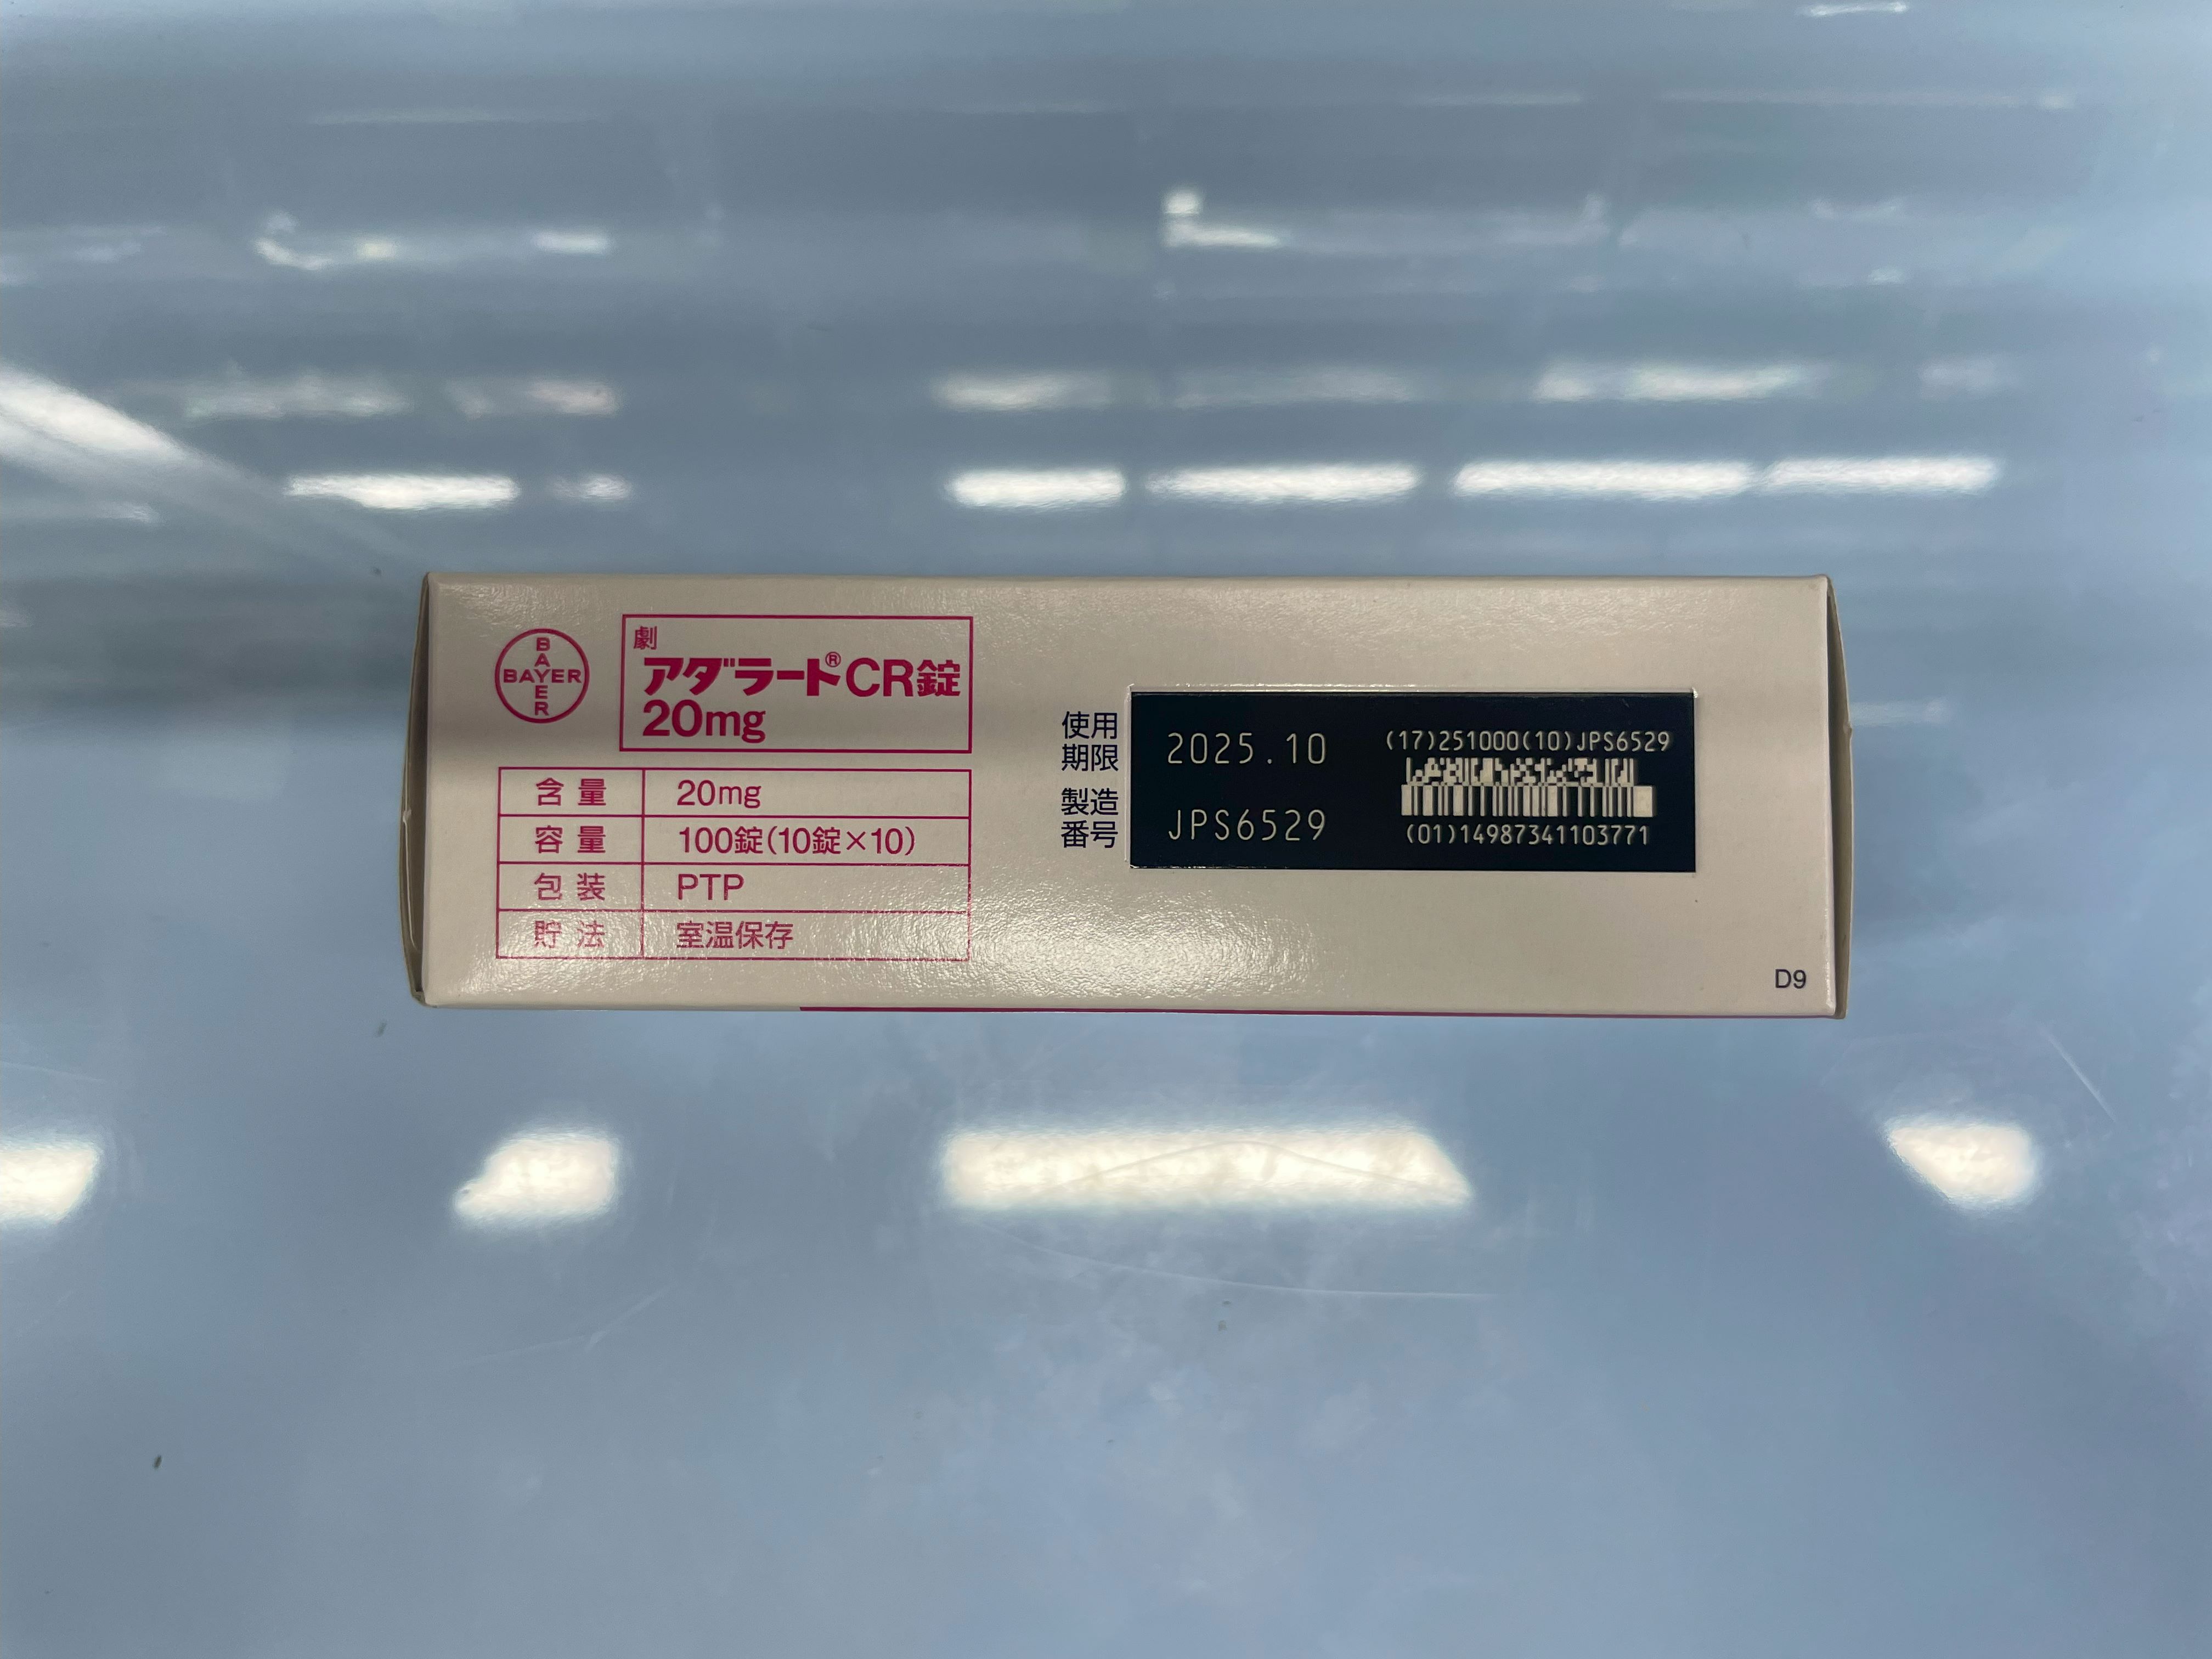 BAYER
BAYER
劇
アダラート®CR錠
20mg
含量 20mg
容量 100錠(10錠×10)
包装 PTP
貯法 室温保存
使用期限 2025.10
製造番号 JPS6529
(17)251000(10)JPS6529
(01)14987341103771
D9